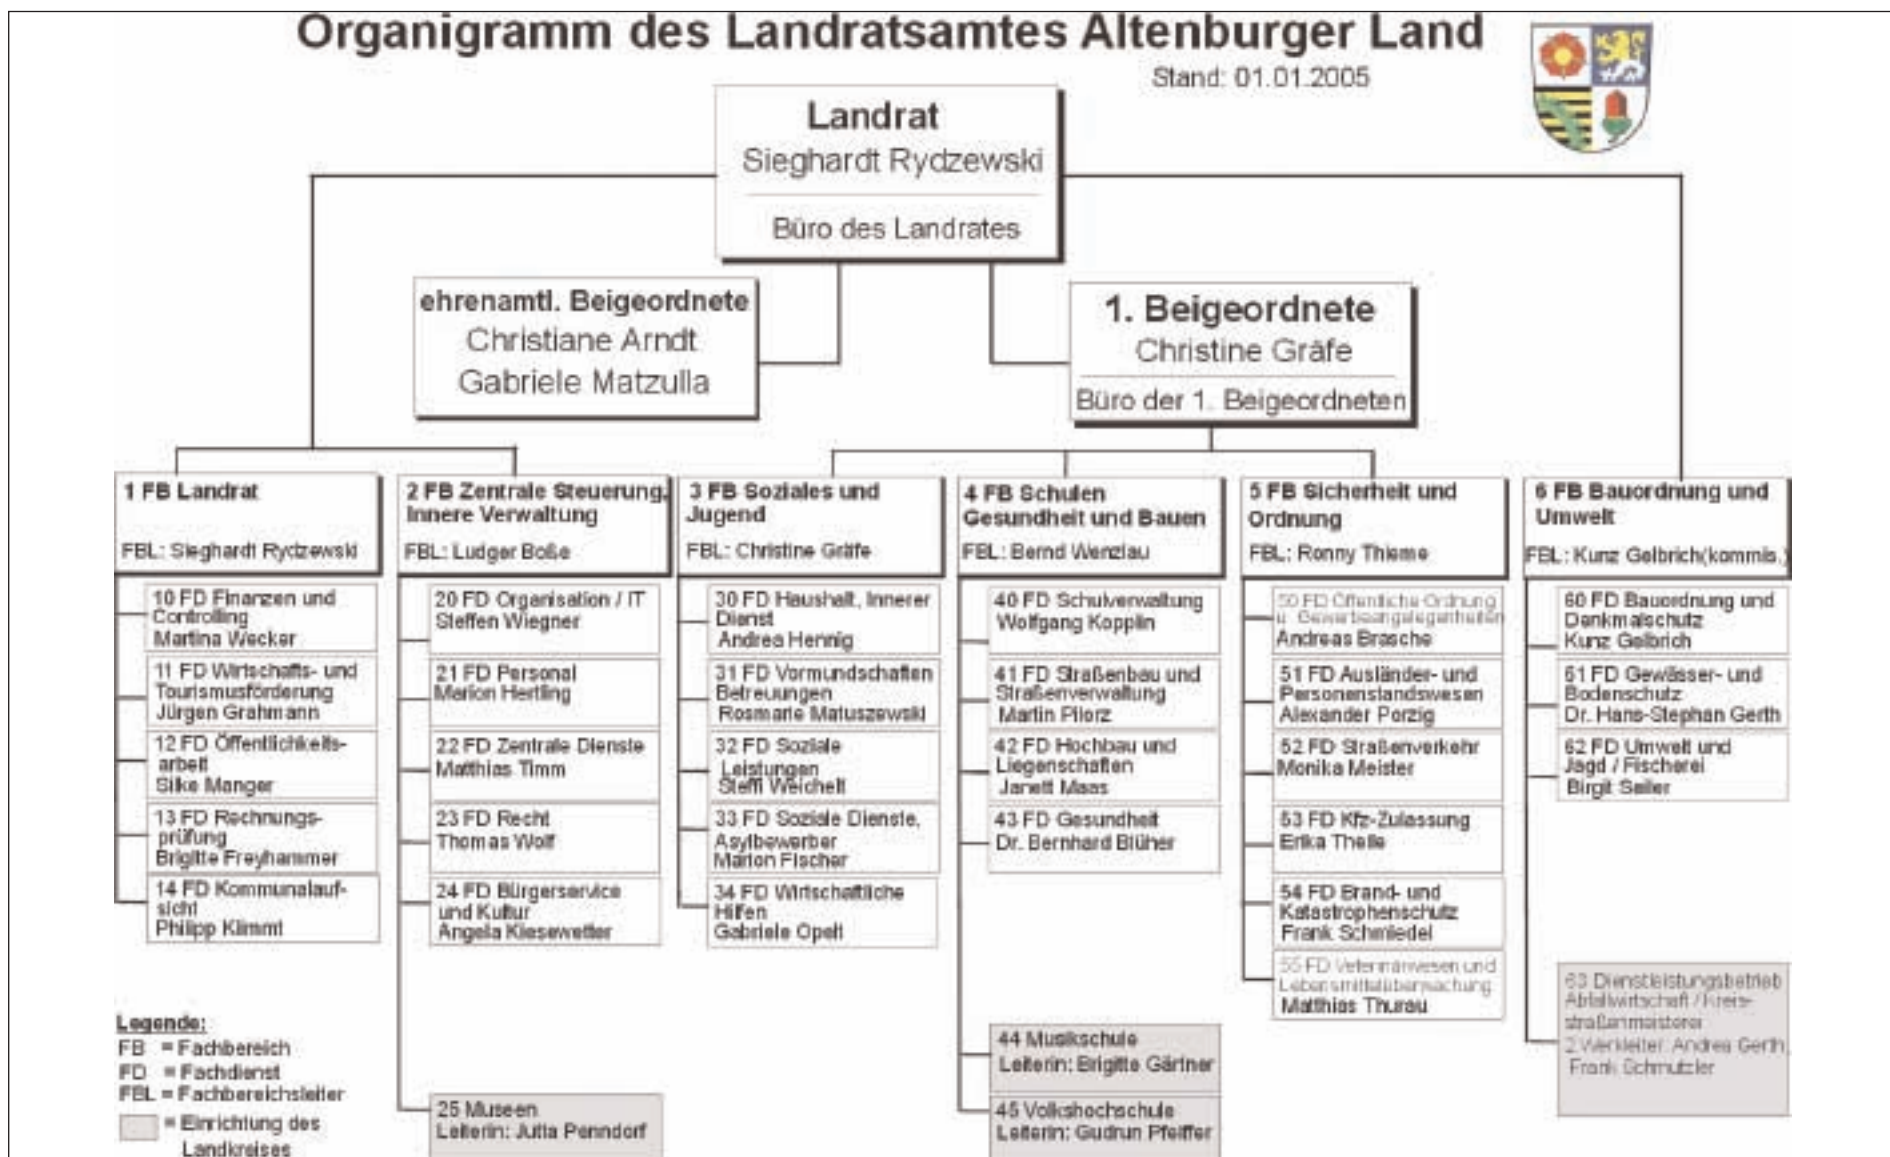 Organigramm des Landratsamtes Altenburger Land
Stand: 01.01.2005
Landrat
Sieghardt Rydzewski
Büro des Landrates
ehrenamtl. Beigeordnete
Christiane Arndt
Gabriele Matzulla
1. Beigeordnete
Christine Gräfe
Büro der 1. Beigeordneten
1 FB Landrat
FBL: Sieghardt Rydzewski
10 FD Finanzen und
Controlling
Martina Wecker
11 FD Wirtschafts- und
Tourismusförderung
Jürgen Grahmann
12 FD Öffentlichkeits-
arbeit
Silke Manger
13 FD Rechnungs-
prüfung
Brigitte Freyhammer
14 FD Kommunalauf-
sicht
Philipp Klimmt
2 FB Zentrale Steuerung,
Innere Verwaltung
FBL: Ludger Boße
20 FD Organisation / IT
Steffen Wiegner
21 FD Personal
Marion Hertling
22 FD Zentrale Dienste
Matthias Timm
23 FD Recht
Thomas Wolf
24 FD Bürgerservice
und Kultur
Angela Kiesewetter
25 Museen
Leiterin: Jutta Penndorf
3 FB Soziales und
Jugend
FBL: Christine Gräfe
30 FD Haushalt, Innerer
Dienst
Andrea Hennig
31 FD Vormundschaften
Betreuungen
Rosmarie Matuszewski
32 FD Soziale
Leistungen
Steffi Weichelt
33 FD Soziale Dienste,
Asylbewerber
Marion Fischer
34 FD Wirtschaftliche
Hilfen
Gabriele Opelt
4 FB Schulen
Gesundheit und Bauen
FBL: Bernd Wenzlau
40 FD Schulverwaltung
Wolfgang Kopplin
41 FD Straßenbau und
Straßenverwaltung
Martin Pilorz
42 FD Hochbau und
Liegenschaften
Janett Maas
43 FD Gesundheit
Dr. Bernhard Blüher
44 Musikschule
Leiterin: Brigitte Gärtner
45 Volkshochschule
Leiterin: Gudrun Pfeiffer
5 FB Sicherheit und
Ordnung
FBL: Ronny Thieme
50 FD Öffentliche Ordnung
u. Gewerbeangelegenheiten
Andreas Brasche
51 FD Ausländer- und
Personenstandswesen
Alexander Porzig
52 FD Straßenverkehr
Monika Meister
53 FD Kfz-Zulassung
Erika Theile
54 FD Brand- und
Katastrophenschutz
Frank Schmiedel
55 FD Veterinärwesen und
Lebensmittelüberwachung
Matthias Thurau
6 FB Bauordnung und
Umwelt
FBL: Kunz Gelbrich(kommis.)
60 FD Bauordnung und
Denkmalschutz
Kunz Gelbrich
61 FD Gewässer- und
Bodenschutz
Dr. Hans-Stephan Gerth
62 FD Umwelt und
Jagd / Fischerei
Birgit Seiler
63 Dienstleistungsbetrieb
Abfallwirtschaft / Kreis-
straßenmeisterei
2 Werkleiter: Andrea Gerth,
Frank Schmutzler
Legende:
FB = Fachbereich
FD = Fachdienst
FBL = Fachbereichsleiter
= Einrichtung des
Landkreises